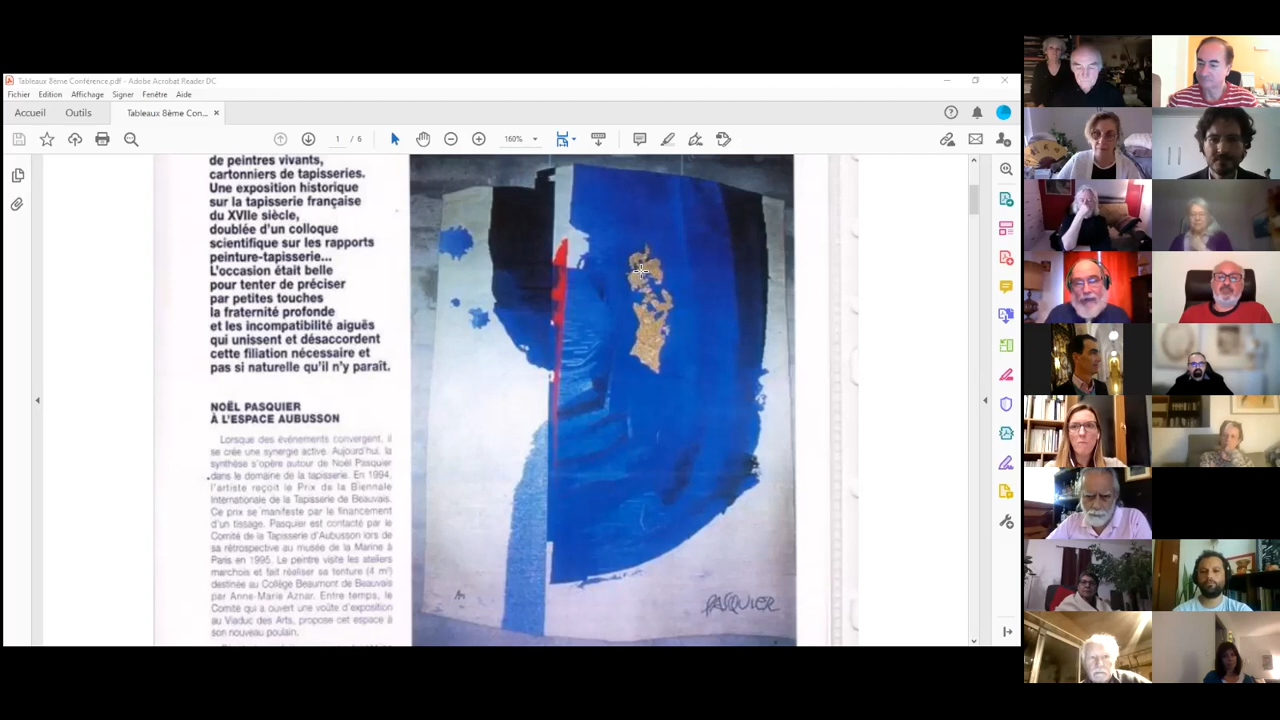 Tableaux 8ème Conférence.pdf - Adobe Acrobat Reader DC
Fichier Edition Affichage Signer Fenêtre Aide
Accueil Outils Tableaux 8ème Con... ×
1 / 6 160%
de peintres vivants,
cartonniers de tapisseries.
Une exposition historique
sur la tapisserie française
du XVIIe siècle,
doublée d'un colloque
scientifique sur les rapports
peinture-tapisserie...
L'occasion était belle
pour tenter de préciser
par petites touches
la fraternité profonde
et les incompatibilité aiguës
qui unissent et désaccordent
cette filiation nécessaire et
pas si naturelle qu'il n'y paraît.
NOËL PASQUIER
À L'ESPACE AUBUSSON
Lorsque des événements convergent, il
se crée une synergie active. Aujourd'hui, la
synthèse s'opère autour de Noël Pasquier
dans le domaine de la tapisserie. En 1994,
l'artiste reçoit le Prix de la Biennale
Internationale de la Tapisserie de Beauvais.
Ce prix se manifeste par le financement
d'un tissage. Pasquier est contacté par le
Comité de la Tapisserie d'Aubusson lors de
sa rétrospective au musée de la Marine à
Paris en 1995. Le peintre visite les ateliers
marchois et fait réaliser sa tenture (4 m²)
destinée au Collège Beaumont de Beauvais
par Anne-Marie Aznar. Entre temps, le
Comité qui a ouvert une voûte d'exposition
au Viaduc des Arts, propose cet espace à
son nouveau poulain.
PASQUIER